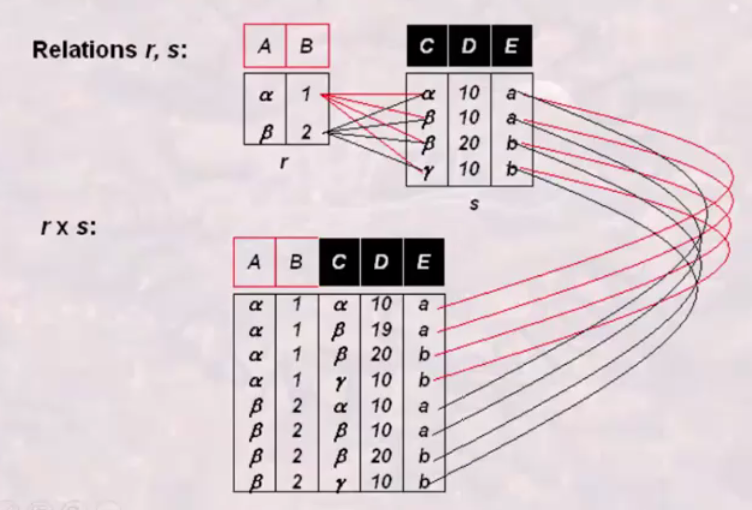 Relations r, s:
A B
C D E
α 1
β 2
r
α 10 a
β 10 a
β 20 b
γ 10 b
s
r x s:
A B C D E
α 1 α 10 a
α 1 β 19 a
α 1 β 20 b
α 1 γ 10 b
β 2 α 10 a
β 2 β 10 a
β 2 β 20 b
β 2 γ 10 b